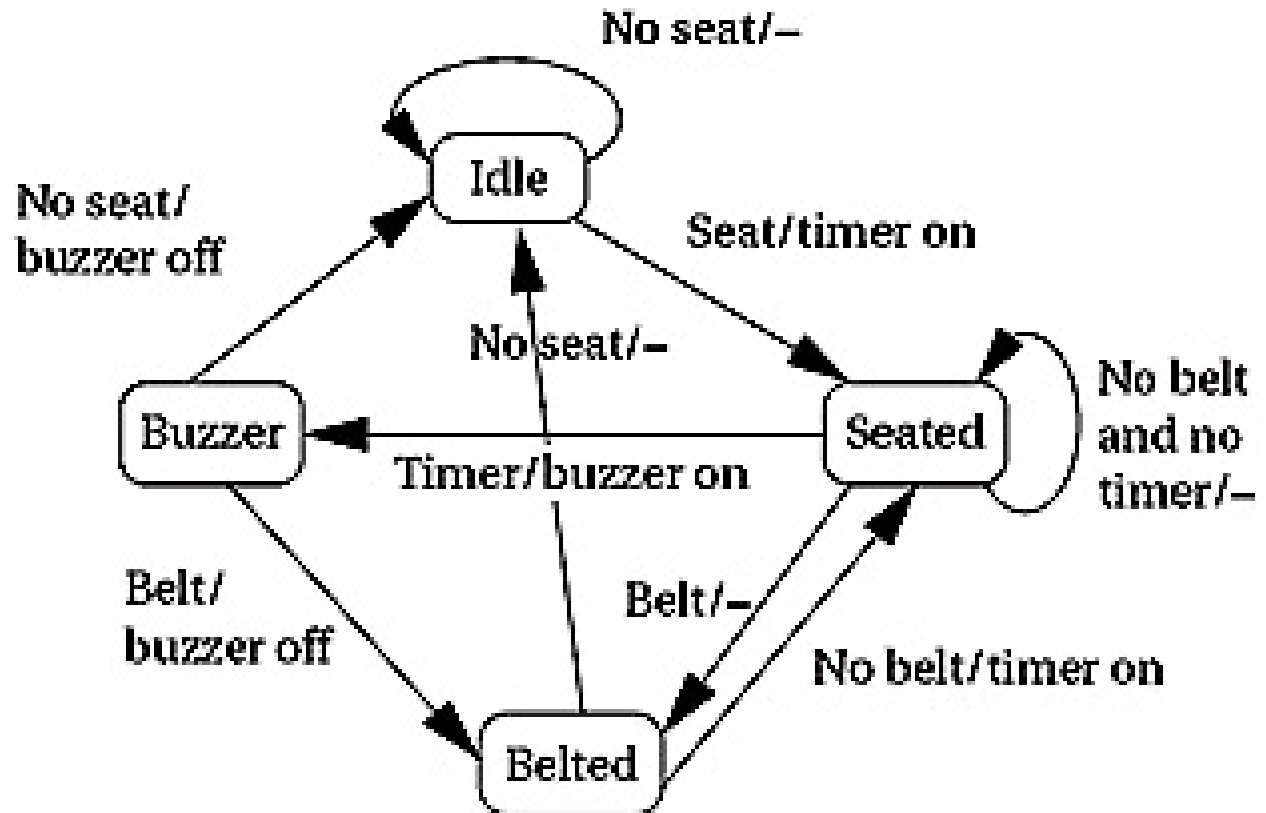 No seat/–
Idle
No seat/
buzzer off
Seat/timer on
No seat/–
Buzzer
Seated
No belt
and no
timer/–
Timer/buzzer on
Belt/
buzzer off
Belt/–
No belt/timer on
Belted